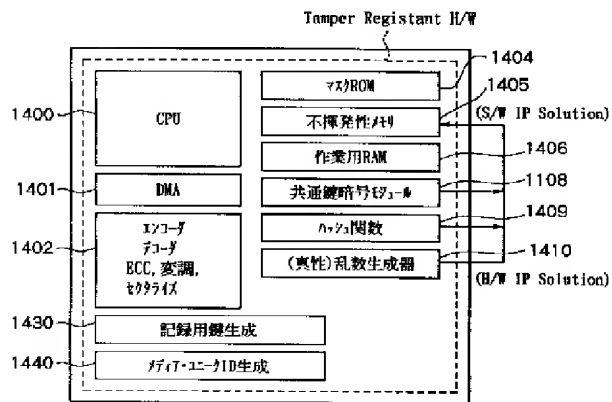 Tamper Registant H/W
1400
CPU
1401
DMA
1402
エンコーダ
デコーダ
ECC, 変調,
セクタライズ
1430
記録用鍵生成
1440
メディア・ユニークID生成
マスクROM
1404
不揮発性メモリ
1405
(S/W IP Solution)
作業用RAM
1406
共通鍵暗号モジュール
1108
ハッシュ関数
1409
(真性)乱数生成器
1410
(H/W IP Solution)